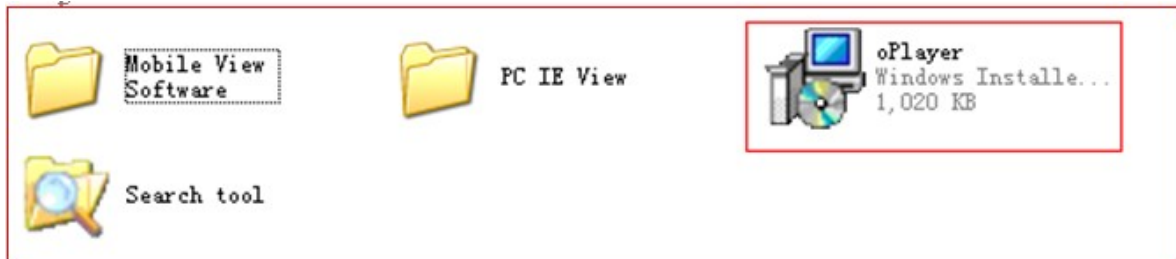 Mobile View
Software
PC IE View
oPlayer
Windows Installe...
1,020 KB
Search tool